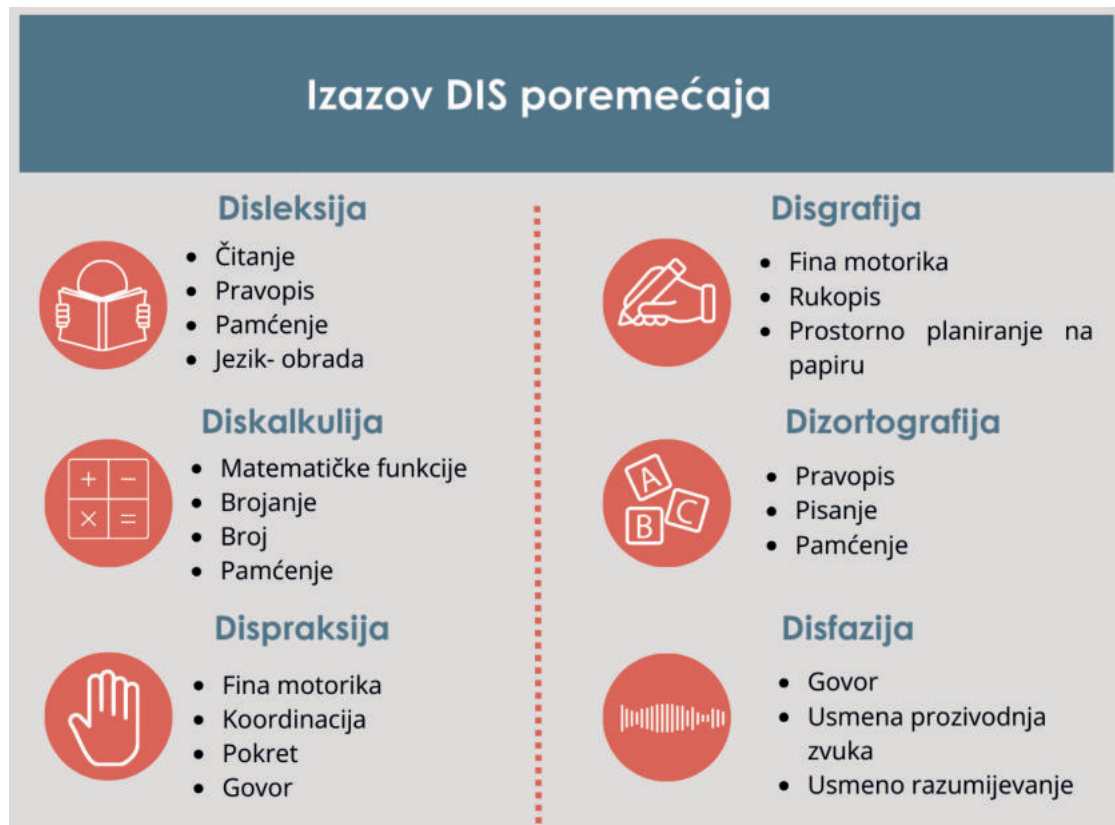 Izazov DIS poremećaja
Disleksija
• Čitanje
• Pravopis
• Pamćenje
• Jezik- obrada
Disgrafija
• Fina motorika
• Rukopis
• Prostorno planiranje na
papiru
Diskalkulija
+ −
× =
• Matematičke funkcije
• Brojanje
• Broj
• Pamćenje
Dizortografija
A
B C
• Pravopis
• Pisanje
• Pamćenje
Dispraksija
• Fina motorika
• Koordinacija
• Pokret
• Govor
Disfazija
• Govor
• Usmena prozivodnja
zvuka
• Usmeno razumijevanje